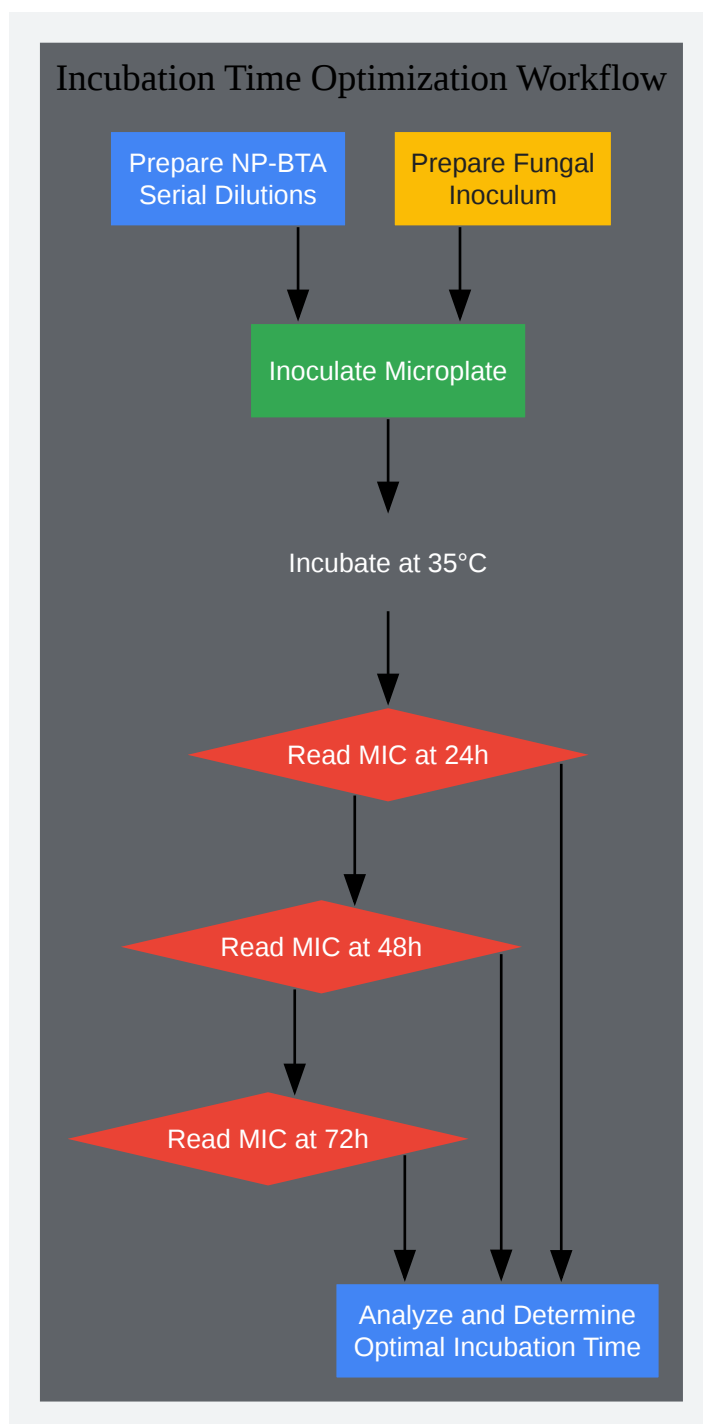 Incubation Time Optimization Workflow
Prepare NP-BTA
Serial Dilutions
Prepare Fungal
Inoculum
Inoculate Microplate
Incubate at 35°C
Read MIC at 24h
Read MIC at 48h
Read MIC at 72h
Analyze and Determine
Optimal Incubation Time